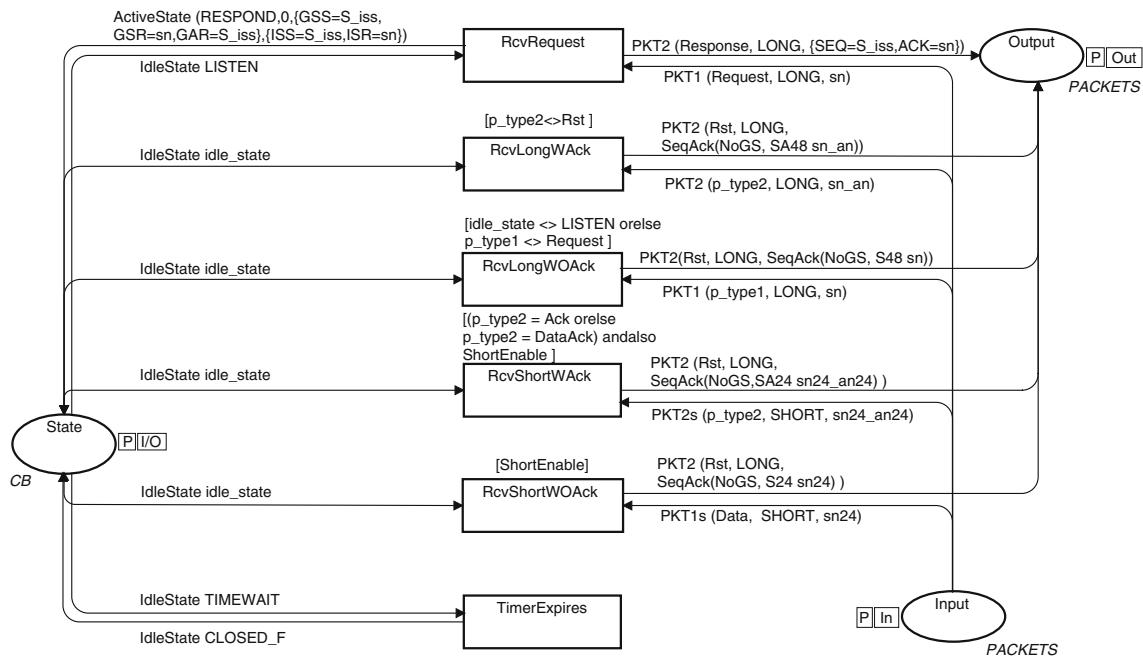 ActiveState (RESPOND,0,{GSS=S_iss,
GSR=sn,GAR=S_iss},{ISS=S_iss,ISR=sn})
IdleState LISTEN
RcvRequest
PKT2 (Response, LONG, {SEQ=S_iss,ACK=sn})
PKT1 (Request, LONG, sn)
Output
P Out
PACKETS
[p_type2<>Rst ]
IdleState idle_state
RcvLongWAck
PKT2 (Rst, LONG,
SeqAck(NoGS, SA48 sn_an))
PKT2 (p_type2, LONG, sn_an)
[idle_state <> LISTEN orelse
p_type1 <> Request ]
IdleState idle_state
RcvLongWOAck
PKT2(Rst, LONG, SeqAck(NoGS, S48 sn))
PKT1 (p_type1, LONG, sn)
[(p_type2 = Ack orelse
p_type2 = DataAck) andalso
ShortEnable ]
IdleState idle_state
RcvShortWAck
PKT2 (Rst, LONG,
SeqAck(NoGS,SA24 sn24_an24) )
PKT2s (p_type2, SHORT, sn24_an24)
State
P I/O
CB
[ShortEnable]
IdleState idle_state
RcvShortWOAck
PKT2 (Rst, LONG,
SeqAck(NoGS, S24 sn24) )
PKT1s (Data, SHORT, sn24)
IdleState TIMEWAIT
TimerExpires
IdleState CLOSED_F
P In
Input
PACKETS